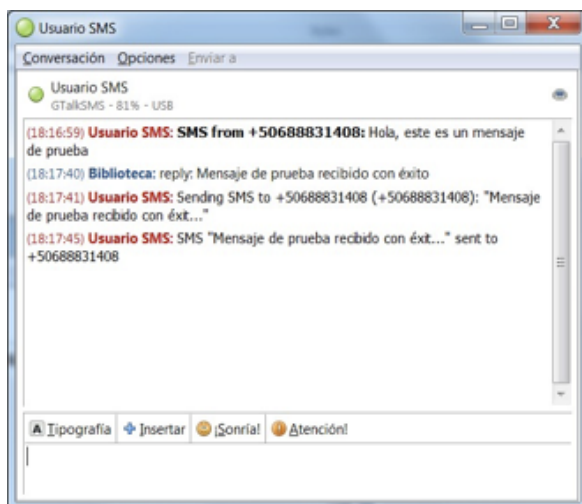 Usuario SMS
Conversación Opciones Enviar a
Usuario SMS
GTalkSMS - 81% - USB
(18:16:59) Usuario SMS: SMS from +50688831408: Hola, este es un mensaje
de prueba
(18:17:40) Biblioteca: reply: Mensaje de prueba recibido con éxito
(18:17:41) Usuario SMS: Sending SMS to +50688831408 (+50688831408): "Mensaje
de prueba recibido con éxit..."
(18:17:45) Usuario SMS: SMS "Mensaje de prueba recibido con éxit..." sent to
+50688831408
A Tipografía Insertar ¡Sonría! ¡Atención!